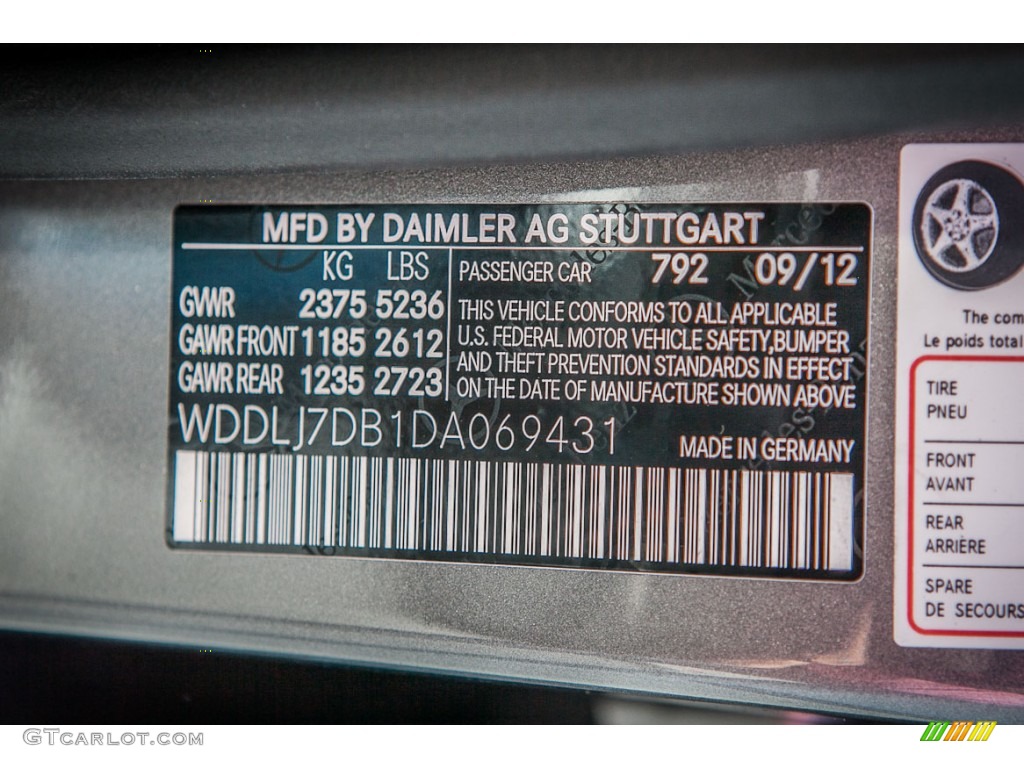 MFD BY DAIMLER AG STUTTGART
KG LBS
GVWR 2375 5236
GAWR FRONT 1185 2612
GAWR REAR 1235 2723
PASSENGER CAR 792 09/12
THIS VEHICLE CONFORMS TO ALL APPLICABLE
U.S. FEDERAL MOTOR VEHICLE SAFETY,BUMPER
AND THEFT PREVENTION STANDARDS IN EFFECT
ON THE DATE OF MANUFACTURE SHOWN ABOVE
WDDLJ7DB1DA069431
MADE IN GERMANY
The com
Le poids total
TIRE
PNEU
FRONT
AVANT
REAR
ARRIÈRE
SPARE
DE SECOURS
GTcarlot.com